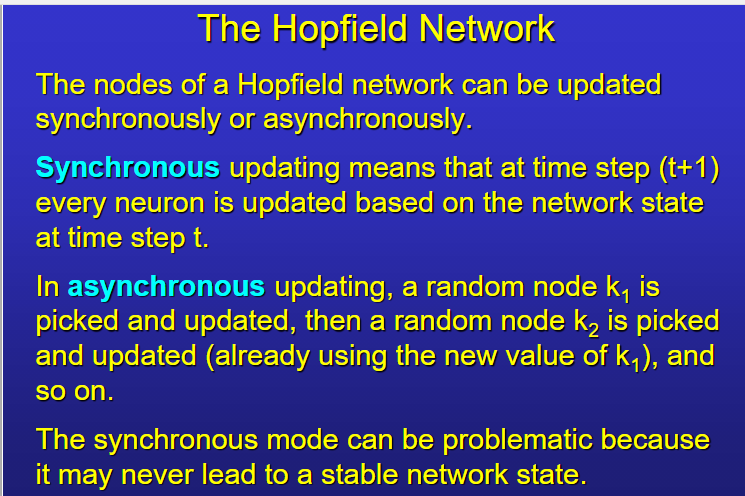 The Hopfield Network
The nodes of a Hopfield network can be updated
synchronously or asynchronously.
Synchronous updating means that at time step (t+1)
every neuron is updated based on the network state
at time step t.
In asynchronous updating, a random node k₁ is
picked and updated, then a random node k₂ is picked
and updated (already using the new value of k₁), and
so on.
The synchronous mode can be problematic because
it may never lead to a stable network state.